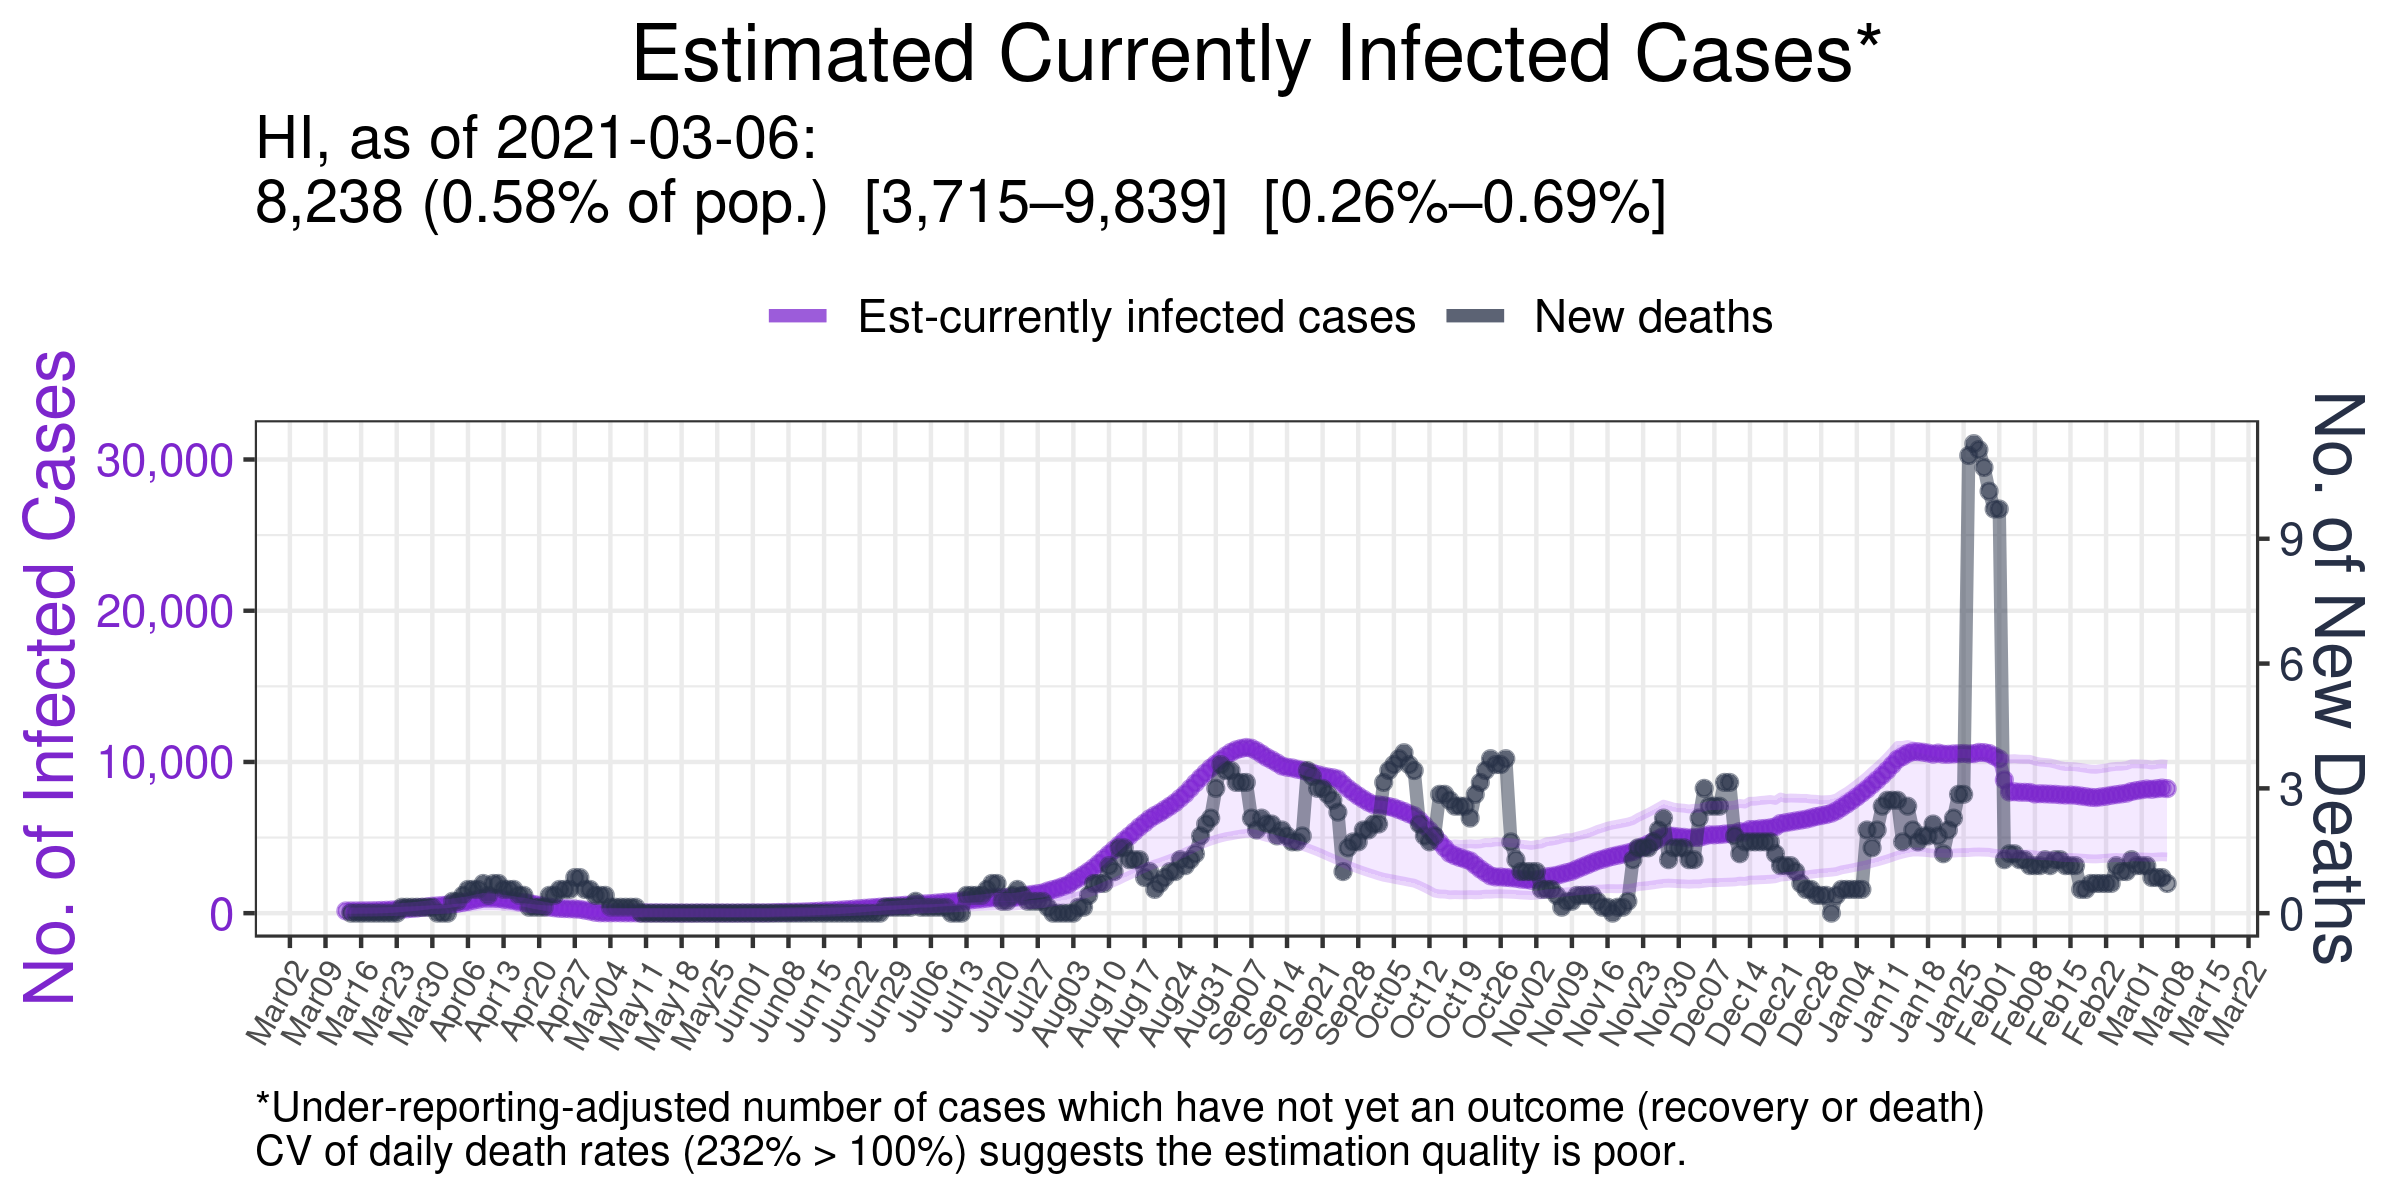 Estimated Currently Infected Cases*
HI, as of 2021-03-06:
8,238 (0.58% of pop.) [3,715–9,839] [0.26%–0.69%]
Est-currently infected cases New deaths
No. of Infected Cases
30,000
20,000
10,000
0
No. of New Deaths
9
6
3
0
Mar02 Mar09 Mar16 Mar23 Mar30 Apr06 Apr13 Apr20 Apr27 May04 May11 May18 May25 Jun01 Jun08 Jun15 Jun22 Jun29 Jul06 Jul13 Jul20 Jul27 Aug03 Aug10 Aug17 Aug24 Aug31 Sep07 Sep14 Sep21 Sep28 Oct05 Oct12 Oct19 Oct26 Nov02 Nov09 Nov16 Nov23 Nov30 Dec07 Dec14 Dec21 Dec28 Jan04 Jan11 Jan18 Jan25 Feb01 Feb08 Feb15 Feb22 Mar01 Mar08 Mar15 Mar22
*Under-reporting-adjusted number of cases which have not yet an outcome (recovery or death)
CV of daily death rates (232% > 100%) suggests the estimation quality is poor.